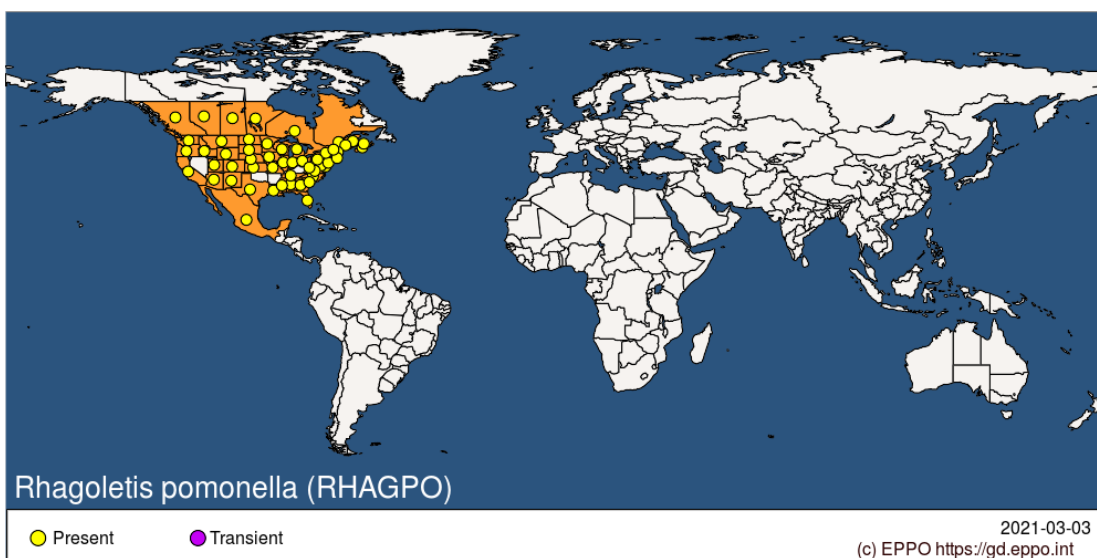 Rhagoletis pomonella (RHAGPO)
Present
Transient
2021-03-03
(c) EPPO https://gd.eppo.int